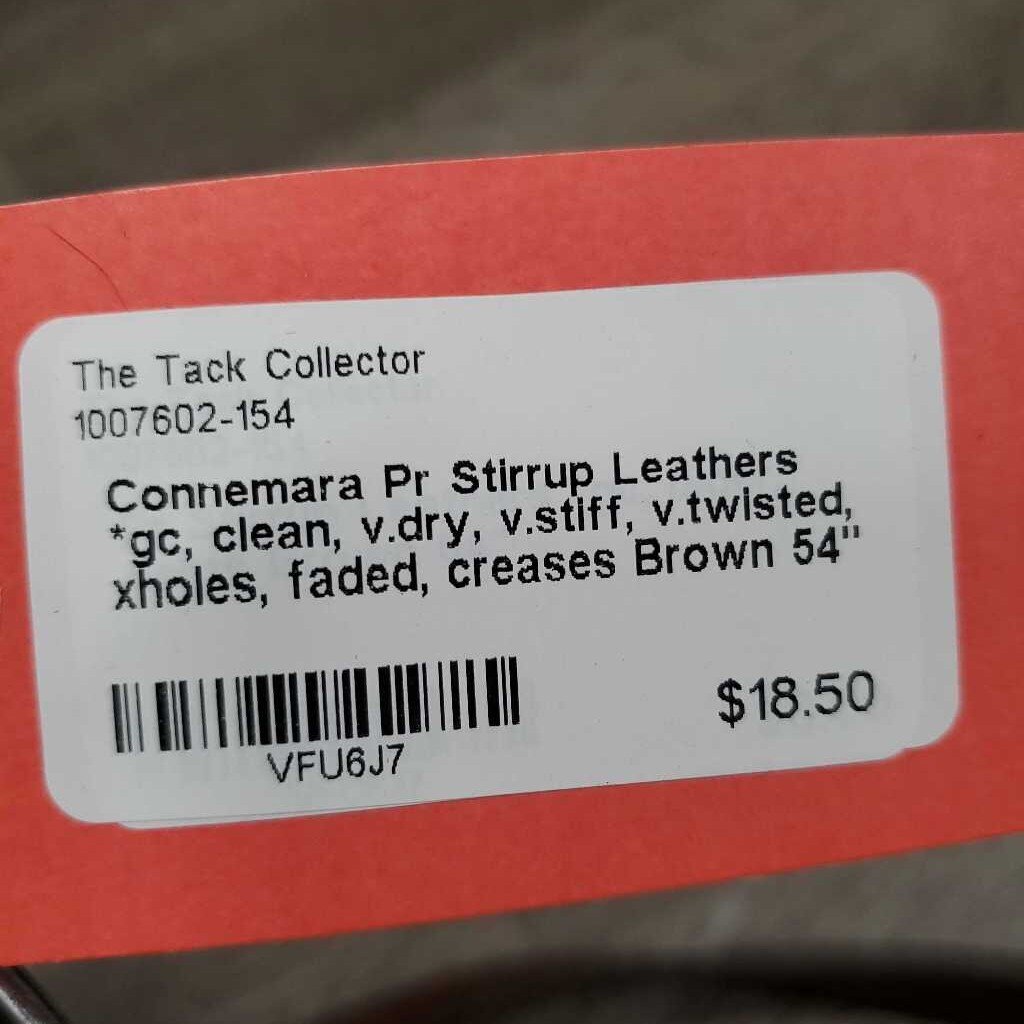 The Tack Collector
1007602-154
Connemara Pr Stirrup Leathers
*gc, clean, v.dry, v.stiff, v.twisted,
xholes, faded, creases Brown 54"
VFU6J7
$18.50